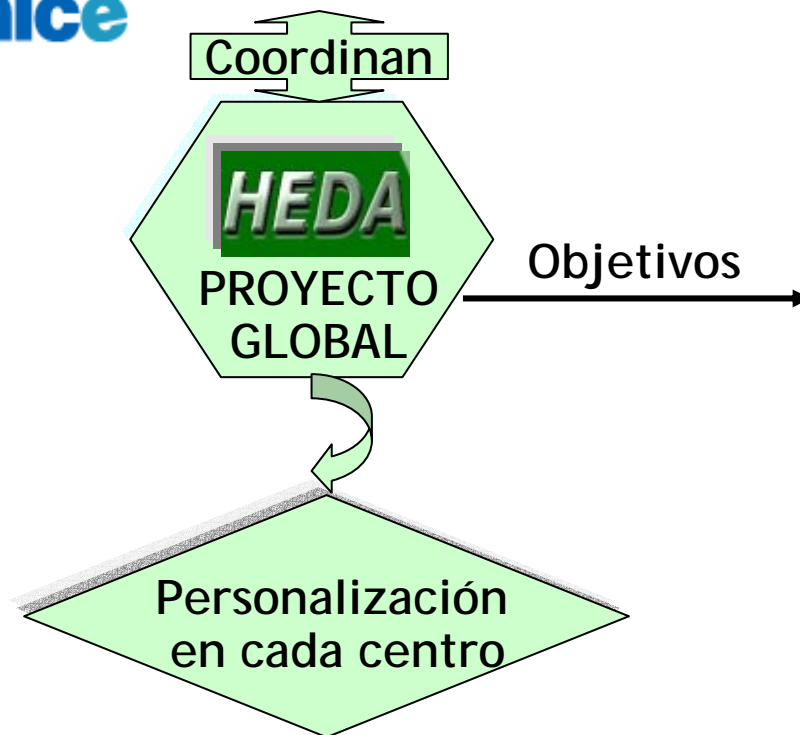 Coordinan
HEDA
PROYECTO
GLOBAL
Objetivos
Personalización
en cada centro